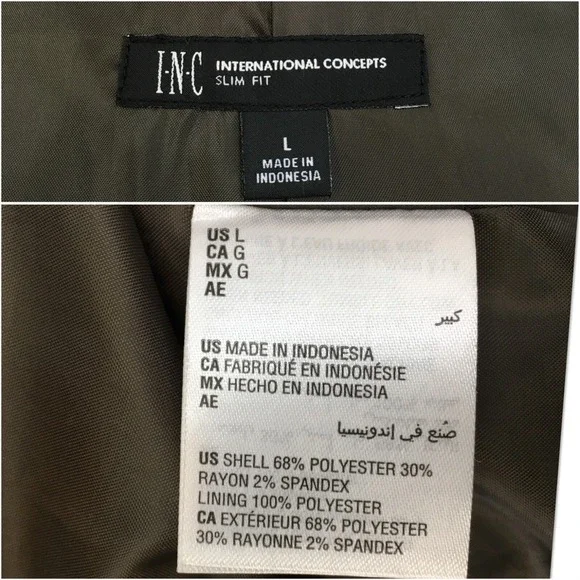 I·N·C INTERNATIONAL CONCEPTS
SLIM FIT
L
MADE IN
INDONESIA
US L
CA G
MX G
AE
كبير
US MADE IN INDONESIA
CA FABRIQUÉ EN INDONÉSIE
MX HECHO EN INDONESIA
AE
صُنع في إندونيسيا
US SHELL 68% POLYESTER 30%
RAYON 2% SPANDEX
LINING 100% POLYESTER
CA EXTÉRIEUR 68% POLYESTER
30% RAYONNE 2% SPANDEX